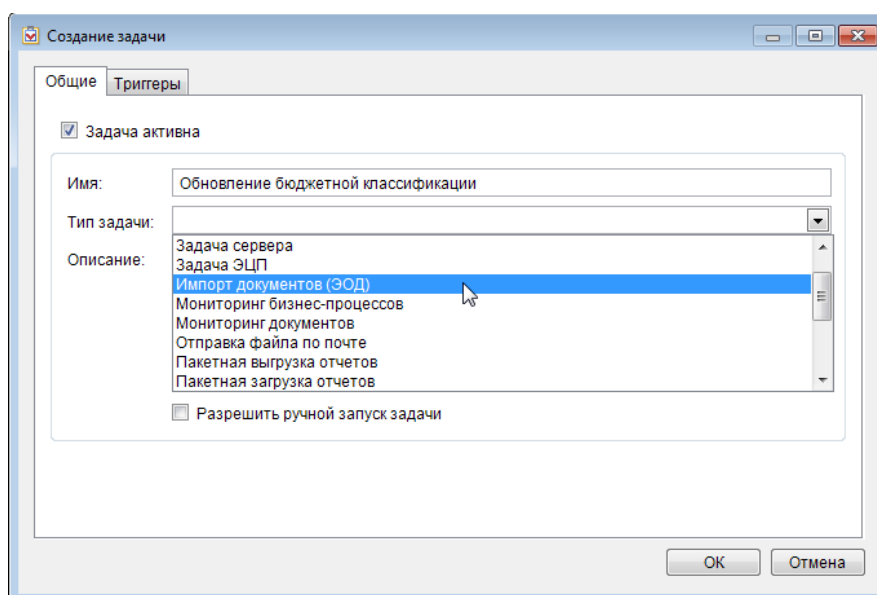 Создание задачи
Общие Триггеры
Задача активна
Имя: Обновление бюджетной классификации
Тип задачи:
Задача сервера
Описание: Задача ЭЦП
Импорт документов (ЭОД)
Мониторинг бизнес-процессов
Мониторинг документов
Отправка файла по почте
Пакетная выгрузка отчетов
Пакетная загрузка отчетов
Разрешить ручной запуск задачи
ОК Отмена